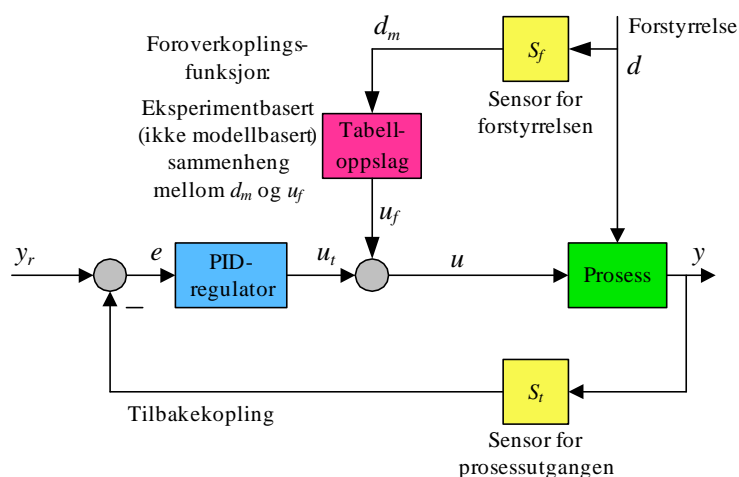 Foroverkoplings-
funksjon:
Eksperimentbasert
(ikke modellbasert)
sammenheng
mellom d_m og u_f
d_m
S_f
Sensor for
forstyrrelsen
Forstyrrelse
d
Tabell-
oppslag
u_f
y_r
e
PID-
regulator
u_t
u
Prosess
y
–
Tilbakekopling
S_t
Sensor for
prosessutgangen